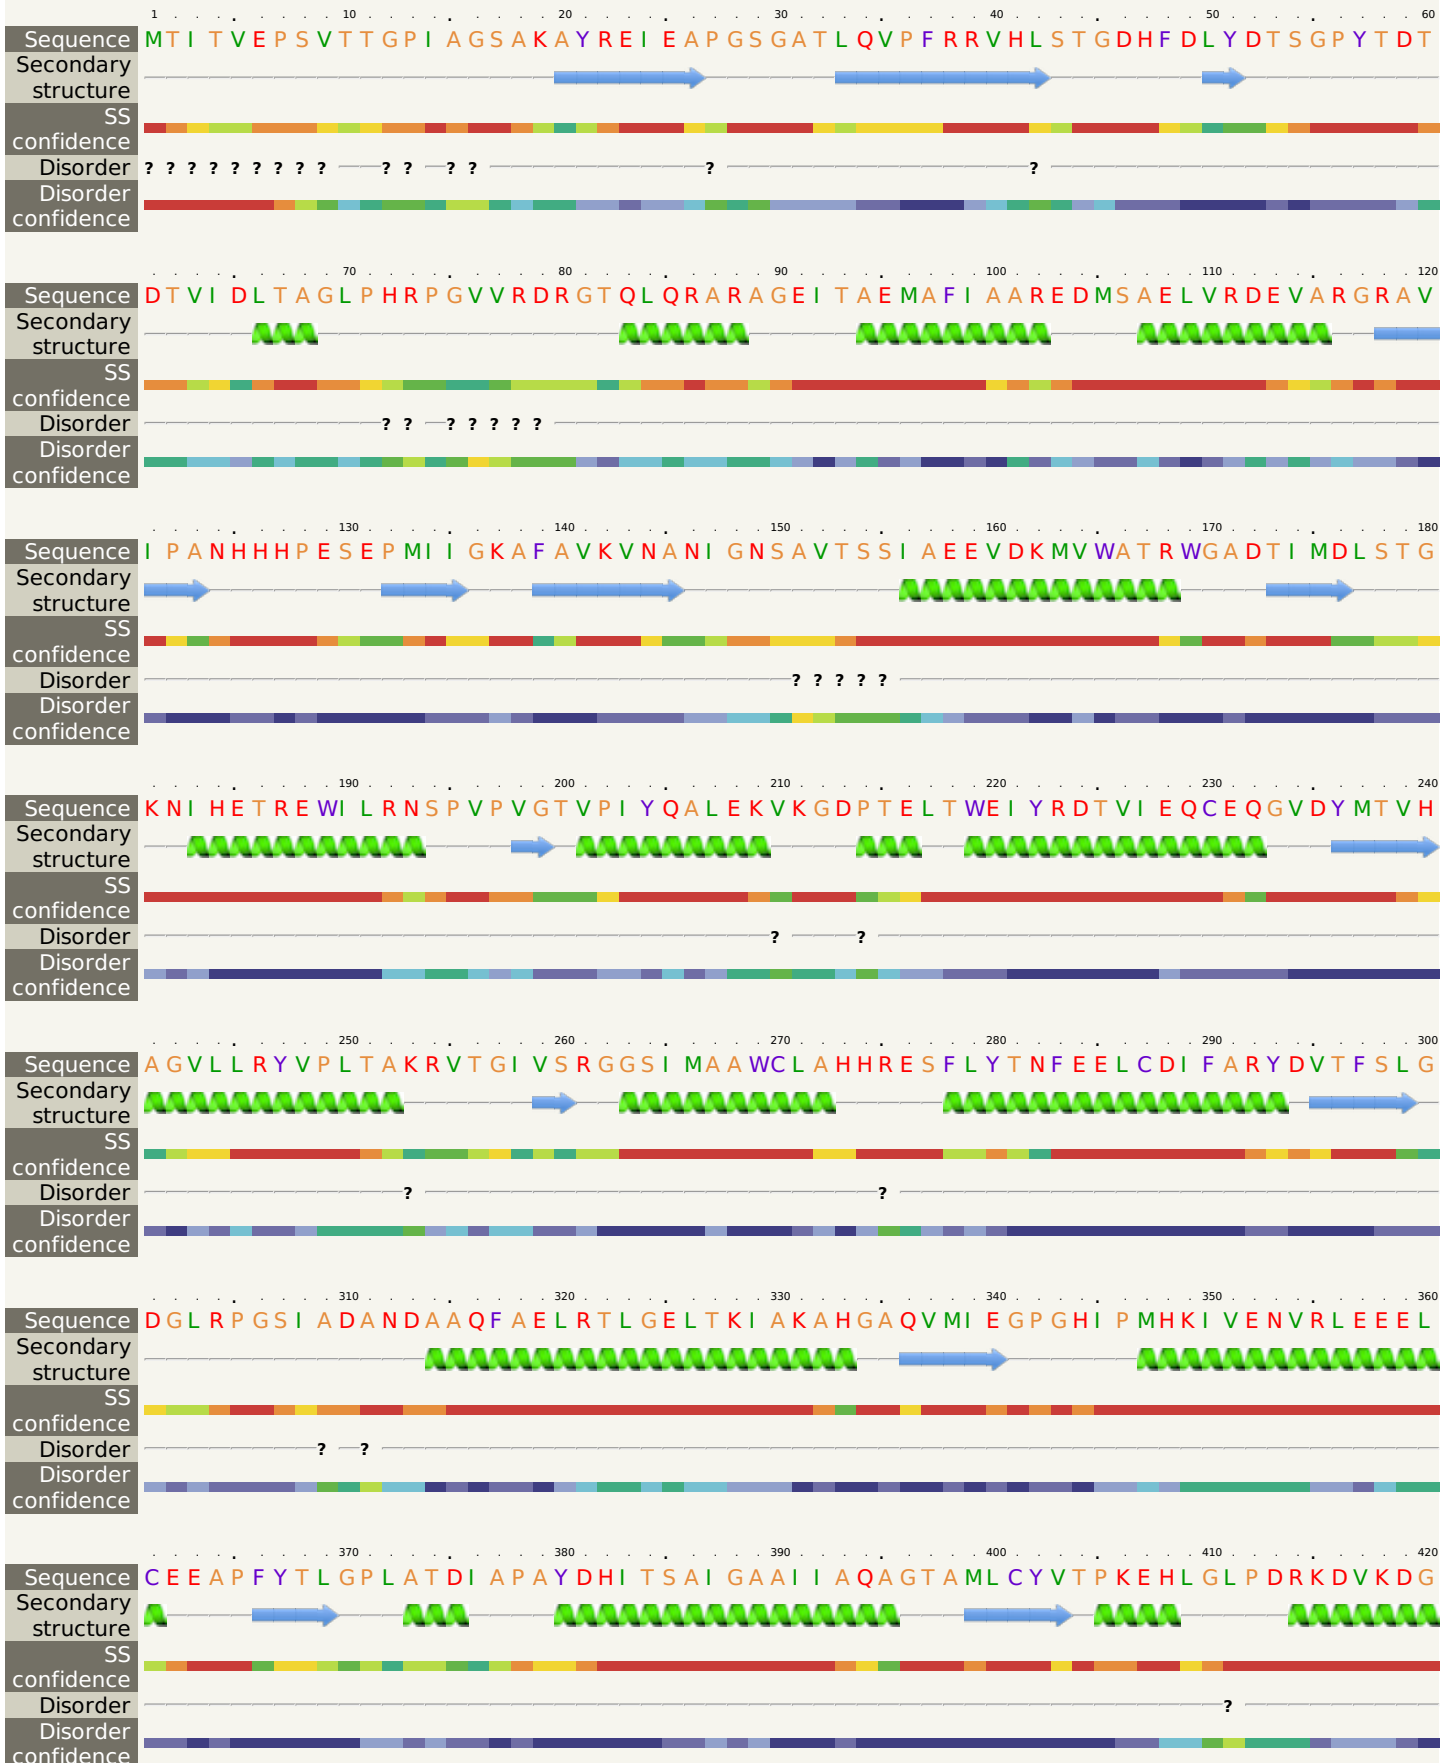 1 10 20 30 40 50 60
Sequence MTITVEPSVTTGPIAGSAKAYREIEAPGSGATLQVPFRRVHLSTGDHFDLYDTSGPYTDT
Secondary
structure
SS
confidence
Disorder ? ? ? ? ? ? ? ? ? ? ? ? ? ? ?
Disorder
confidence
70 80 90 100 110 120
Sequence DTVIDLTAGLPHRPGVVRDRGTQLQRARAGEITAEMAFIAAREDMSAELVRDEVARGRAV
Secondary
structure
SS
confidence
Disorder ? ? ? ? ? ? ?
Disorder
confidence
130 140 150 160 170 180
Sequence IPANHHHPESEPMIIGKAFAVKVNANIGNSAVTSSIAEEVDKMVWATRWGADTIMDLSTG
Secondary
structure
SS
confidence
Disorder ? ? ? ? ?
Disorder
confidence
190 200 210 220 230 240
Sequence KNIHETREWILRNSPVPVGTVPIYQALEKVKGDPTELTWEIYRDTVIEQCEQGVDYMTVH
Secondary
structure
SS
confidence
Disorder ? ?
Disorder
confidence
250 260 270 280 290 300
Sequence AGVLLRYVPLTAKRVTGIVSRGGSIMAAWCLAHHRESFLYTNFEELCDIFARYDVTFSLG
Secondary
structure
SS
confidence
Disorder ? ?
Disorder
confidence
310 320 330 340 350 360
Sequence DGLRPGSIADANDAAQFAELRTLGELTKIAKAHGAQVMIEGPGHIPMHKIVENVRLEEEL
Secondary
structure
SS
confidence
Disorder ? ?
Disorder
confidence
370 380 390 400 410 420
Sequence CEEAPFYTLGPLATDIAPAYDHITSAIGAAIIAQAGTAMLCYVTPKEHLGLPDRKDVKDG
Secondary
structure
SS
confidence
Disorder ?
Disorder
confidence